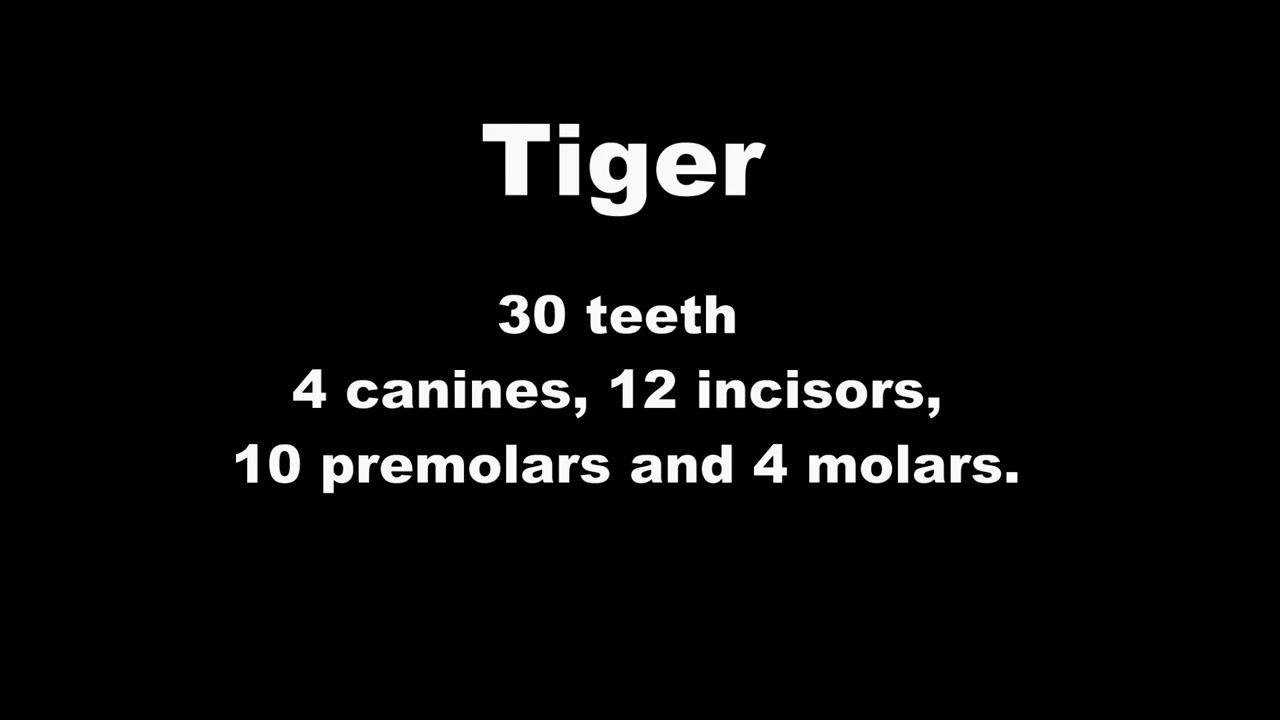 Tiger
30 teeth
4 canines, 12 incisors,
10 premolars and 4 molars.